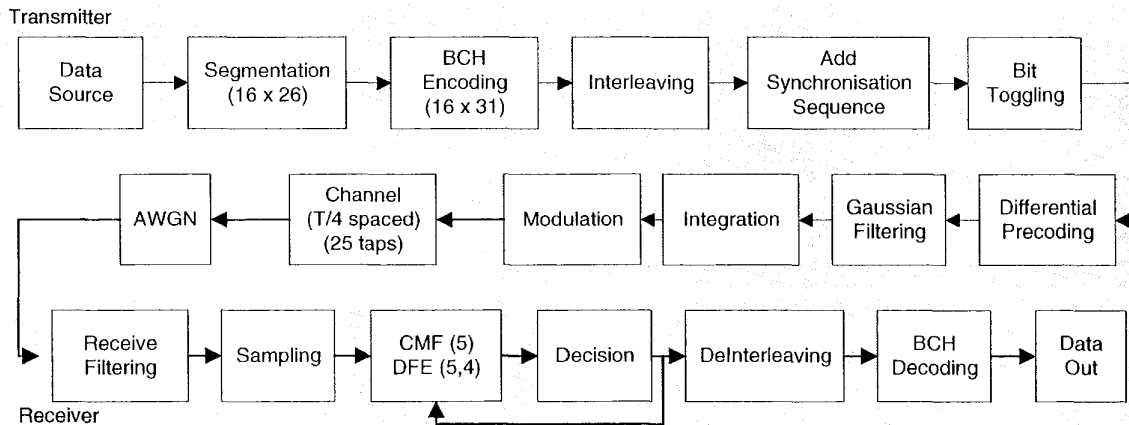 Transmitter
Data
Source
Segmentation
(16 x 26)
BCH
Encoding
(16 x 31)
Interleaving
Add
Synchronisation
Sequence
Bit
Toggling
AWGN
Channel
(T/4 spaced)
(25 taps)
Modulation
Integration
Gaussian
Filtering
Differential
Precoding
Receive
Filtering
Sampling
CMF (5)
DFE (5,4)
Decision
DeInterleaving
BCH
Decoding
Data
Out
Receiver